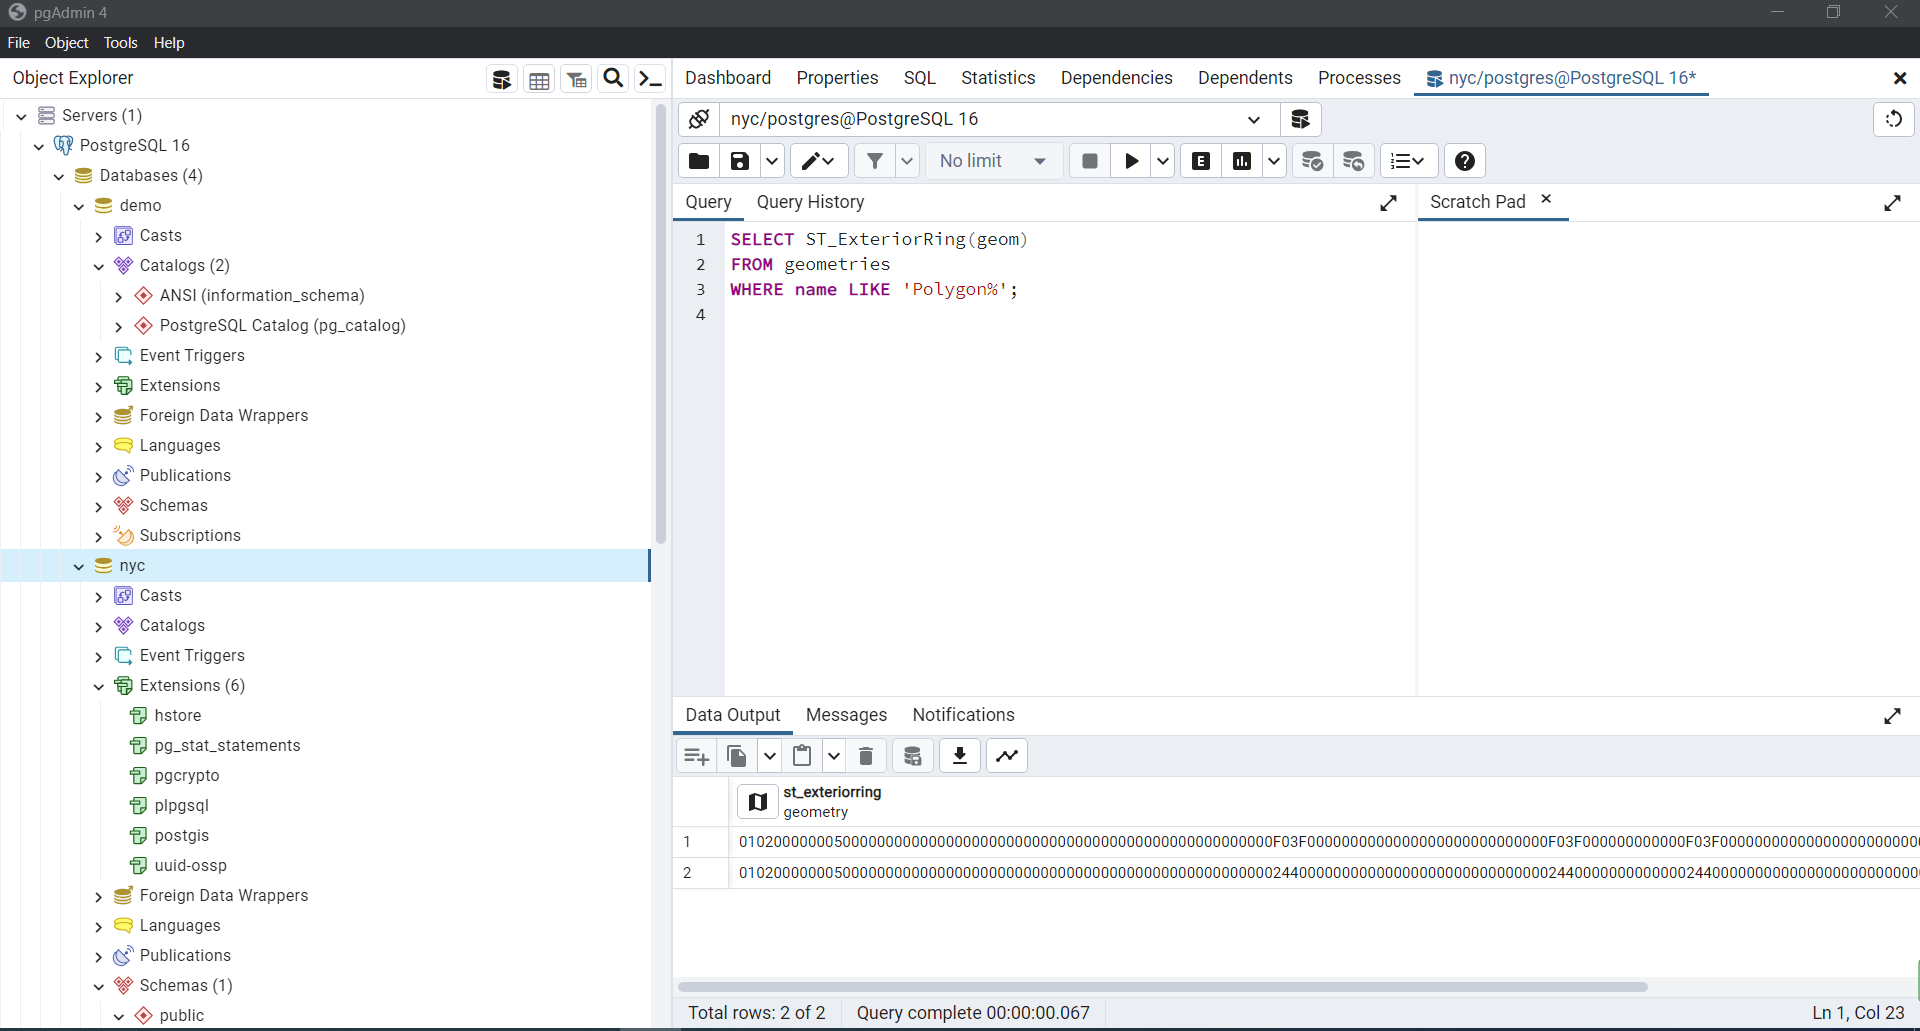 pgAdmin 4
File Object Tools Help
Object Explorer
Dashboard Properties SQL Statistics Dependencies Dependents Processes nyc/postgres@PostgreSQL 16*
Servers (1)
PostgreSQL 16
Databases (4)
demo
Casts
Catalogs (2)
ANSI (information_schema)
PostgreSQL Catalog (pg_catalog)
Event Triggers
Extensions
Foreign Data Wrappers
Languages
Publications
Schemas
Subscriptions
nyc
Casts
Catalogs
Event Triggers
Extensions (6)
hstore
pg_stat_statements
pgcrypto
plpgsql
postgis
uuid-ossp
Foreign Data Wrappers
Languages
Publications
Schemas (1)
public
nyc/postgres@PostgreSQL 16
No limit
E
Query Query History
Scratch Pad
1 SELECT ST_ExteriorRing(geom)
2 FROM geometries
3 WHERE name LIKE 'Polygon%';
4
Data Output Messages Notifications
st_exteriorring
geometry
1
2
Total rows: 2 of 2 Query complete 00:00:00.067 Ln 1, Col 23